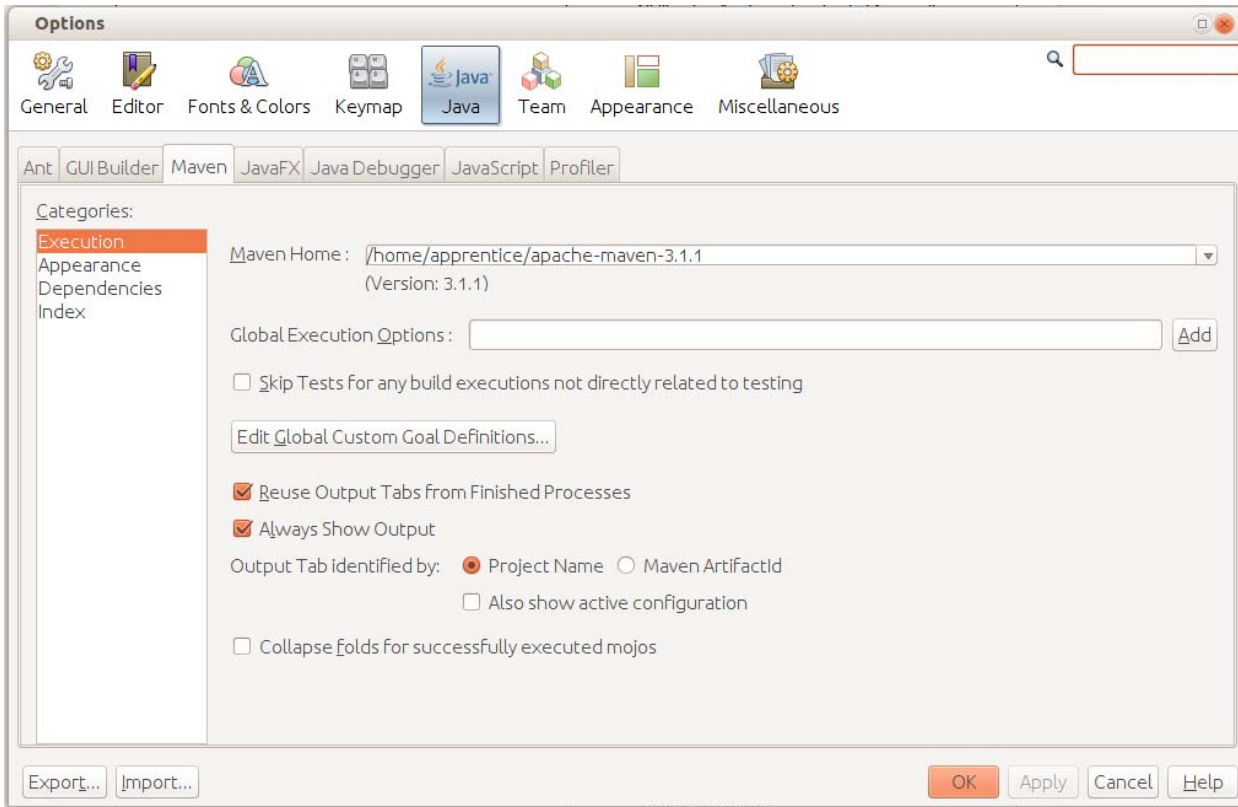 Options
General Editor Fonts & Colors Keymap Java Java Team Appearance Miscellaneous
Ant GUI Builder Maven JavaFX Java Debugger JavaScript Profiler
Categories:
Execution
Appearance
Dependencies
Index
Maven Home: /home/apprentice/apache-maven-3.1.1
(Version: 3.1.1)
Global Execution Options: Add
Skip Tests for any build executions not directly related to testing
Edit Global Custom Goal Definitions...
Reuse Output Tabs from Finished Processes
Always Show Output
Output Tab identified by: Project Name Maven ArtifactId
Also show active configuration
Collapse folds for successfully executed mojos
Export... Import... OK Apply Cancel Help